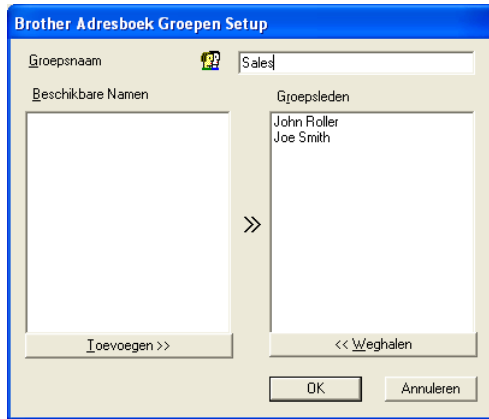 Brother Adresboek Groepen Setup
Groepsnaam
Sales
Beschikbare Namen
Groepsleden
John Roller
Joe Smith
Toevoegen >>
<< Weghalen
OK
Annuleren